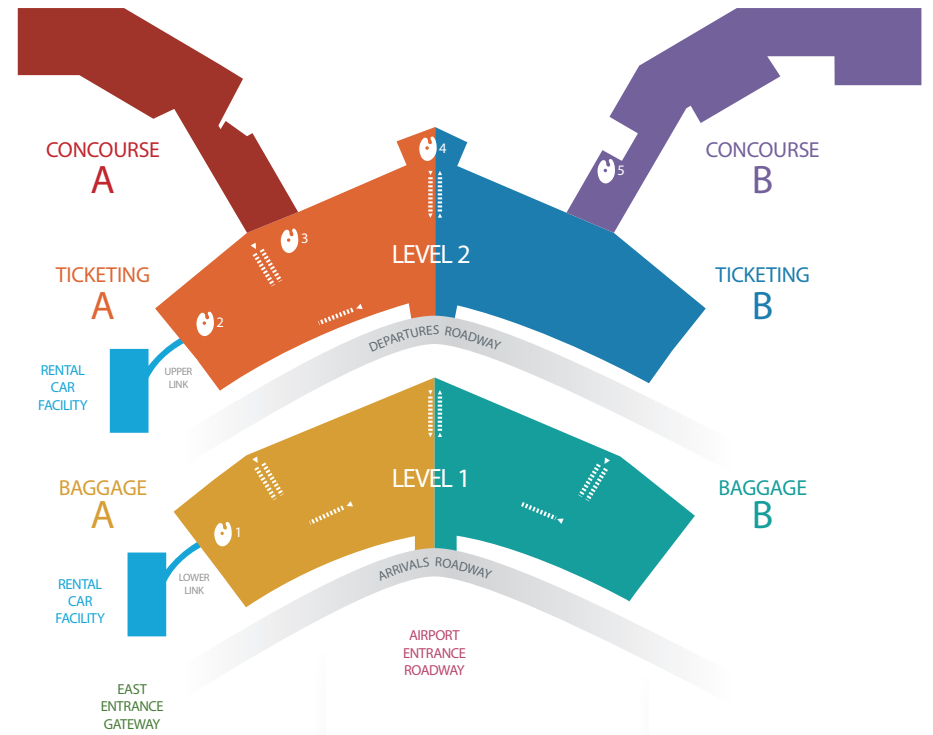 CONCOURSE
A
CONCOURSE
B
4
5
3
LEVEL 2
TICKETING
A
TICKETING
B
2
DEPARTURES ROADWAY
RENTAL
CAR
FACILITY
UPPER
LINK
LEVEL 1
BAGGAGE
A
BAGGAGE
B
1
ARRIVALS ROADWAY
RENTAL
CAR
FACILITY
LOWER
LINK
AIRPORT
ENTRANCE
ROADWAY
EAST
ENTRANCE
GATEWAY